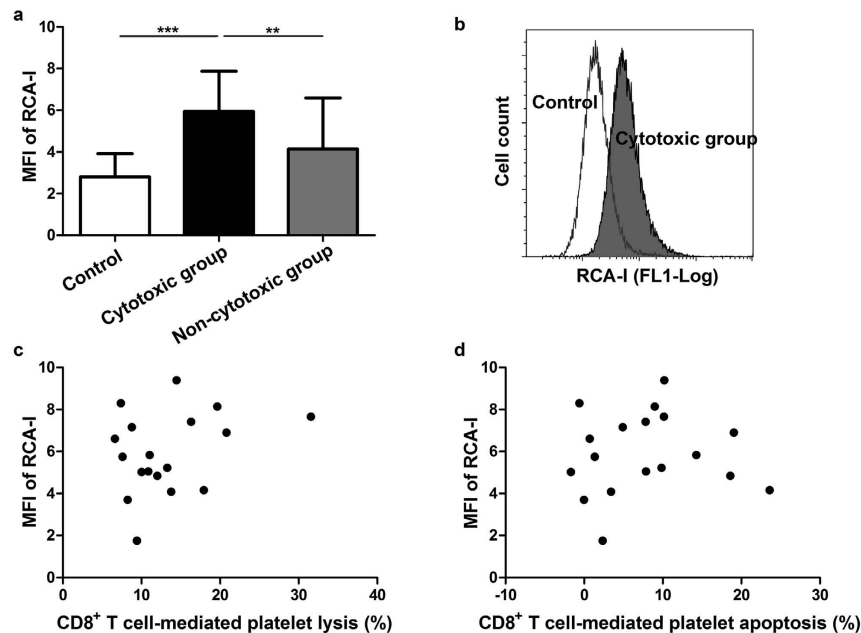 a
MFI of RCA-I
10
8
6
4
2
0
***
**
Control
Cytotoxic group
Non-cytotoxic group
b
Cell count
Control
Cytotoxic group
RCA-I (FL1-Log)
c
MFI of RCA-I
10
8
6
4
2
0
0 10 20 30 40
CD8+ T cell-mediated platelet lysis (%)
d
MFI of RCA-I
10
8
6
4
2
0
-10 0 10 20 30
CD8+ T cell-mediated platelet apoptosis (%)